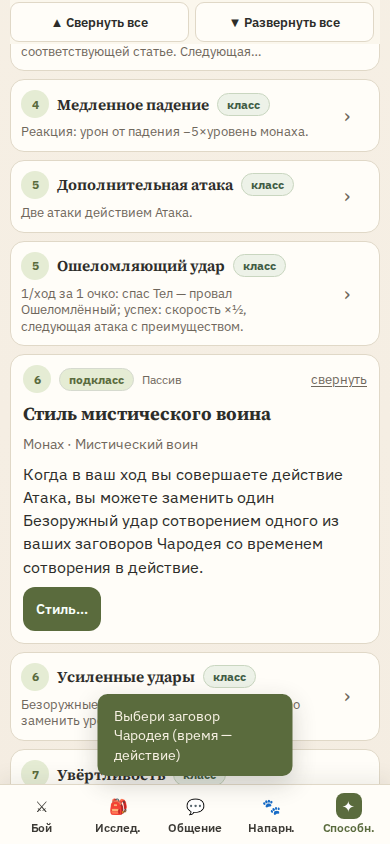 ▲ Свернуть все
▼ Развернуть все
соответствующей статье. Следующая...
4 Медленное падение класс
Реакция: урон от падения −5×уровень монаха.
5 Дополнительная атака класс
Две атаки действием Атака.
5 Ошеломляющий удар класс
1/ход за 1 очко: спас Тел — провал
Ошеломлённый; успех: скорость ×½,
следующая атака с преимуществом.
6 подкласс Пассив свернуть
Стиль мистического воина
Монах · Мистический воин
Когда в ваш ход вы совершаете действие
Атака, вы можете заменить один
Безоружный удар сотворением одного из
ваших заговоров Чародея со временем
сотворения в действие.
Стиль...
6 Усиленные удары класс
Безоружные
заменить
Выбери заговор
Чародея (время —
действие)
7 Увёртливость класс
Бой
Исслед.
Общение
Напарн.
Способн.